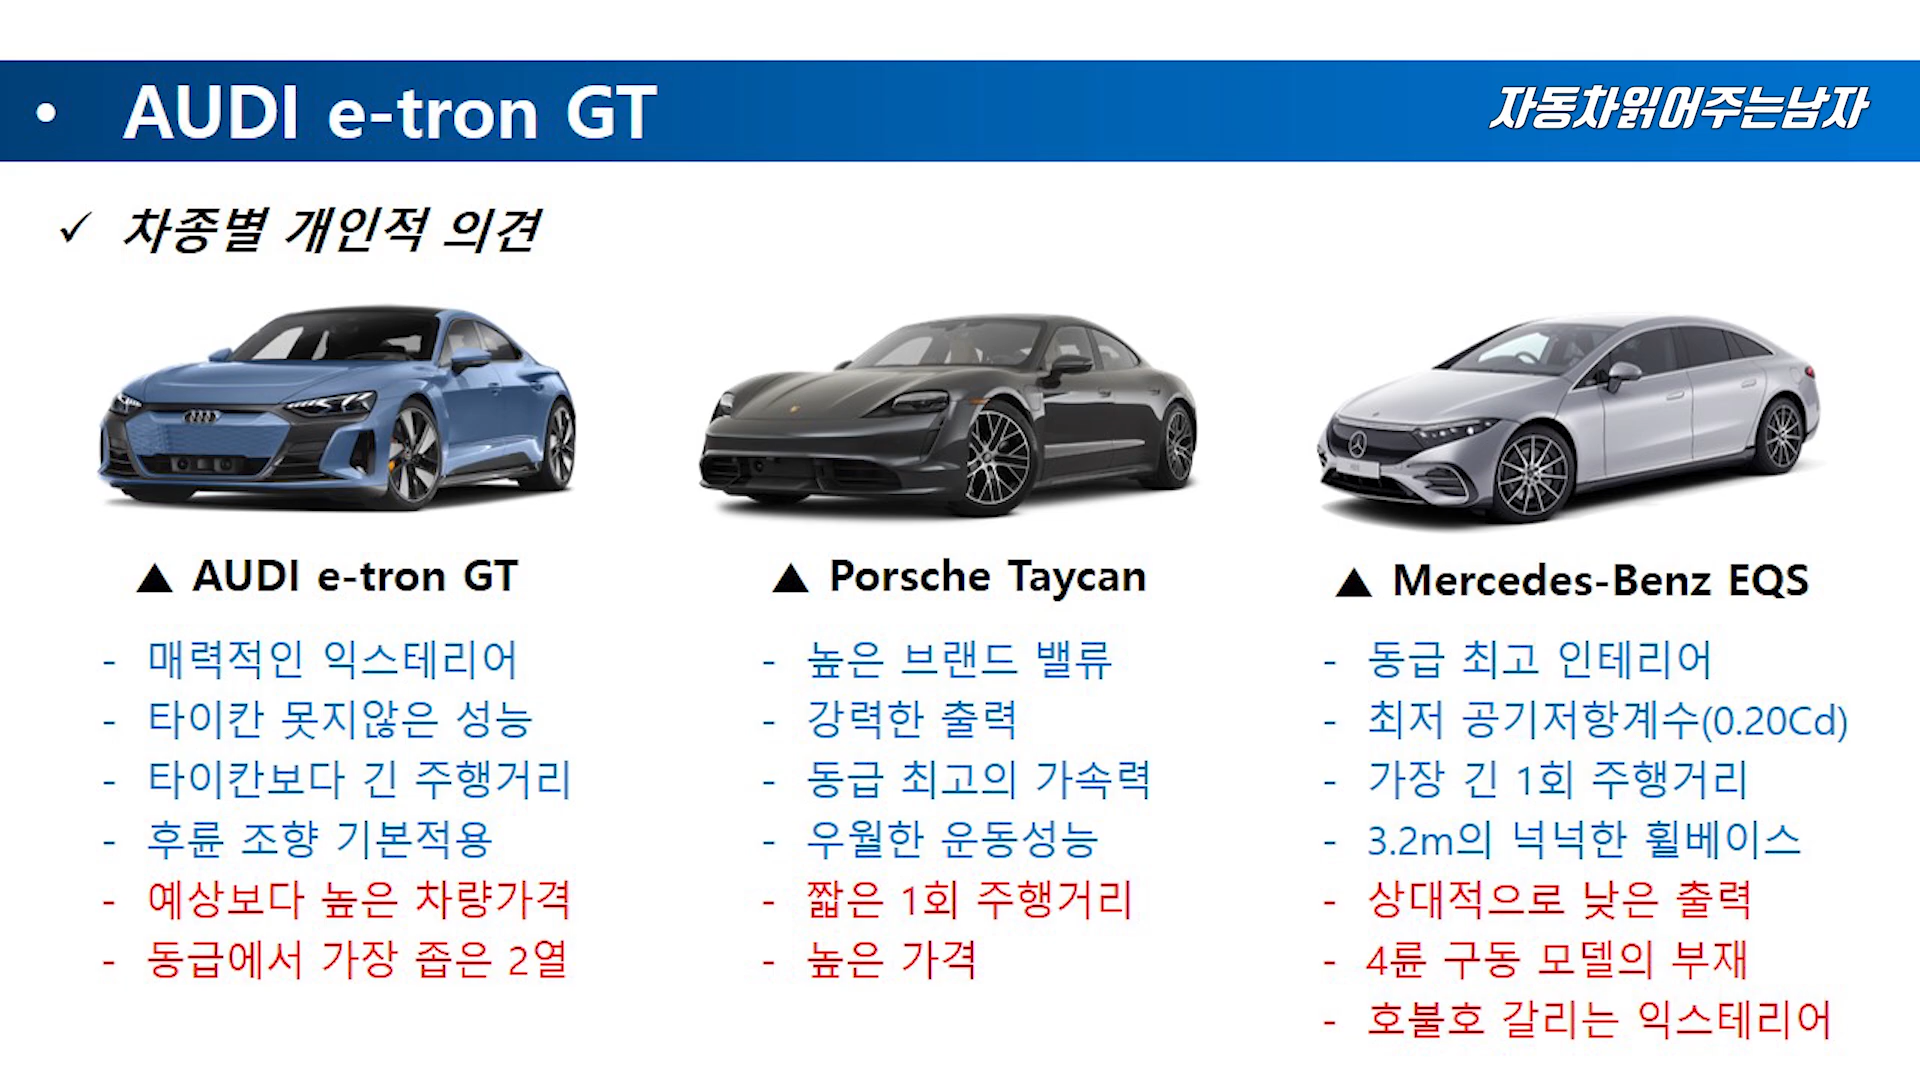 • AUDI e-tron GT
자동차읽어주는남자
✓ 차종별 개인적 의견
▲ AUDI e-tron GT
- 매력적인 익스테리어
- 타이칸 못지않은 성능
- 타이칸보다 긴 주행거리
- 후륜 조향 기본적용
- 예상보다 높은 차량가격
- 동급에서 가장 좁은 2열
▲ Porsche Taycan
- 높은 브랜드 밸류
- 강력한 출력
- 동급 최고의 가속력
- 우월한 운동성능
- 짧은 1회 주행거리
- 높은 가격
▲ Mercedes-Benz EQS
- 동급 최고 인테리어
- 최저 공기저항계수(0.20Cd)
- 가장 긴 1회 주행거리
- 3.2m의 넉넉한 휠베이스
- 상대적으로 낮은 출력
- 4륜 구동 모델의 부재
- 호불호 갈리는 익스테리어